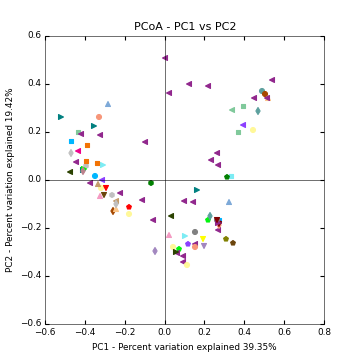 PCoA - PC1 vs PC2
0.6
0.4
0.2
0.0
−0.2
−0.4
−0.6
PC2 - Percent variation explained 19.42%
−0.6 −0.4 −0.2 0.0 0.2 0.4 0.6 0.8
PC1 - Percent variation explained 39.35%